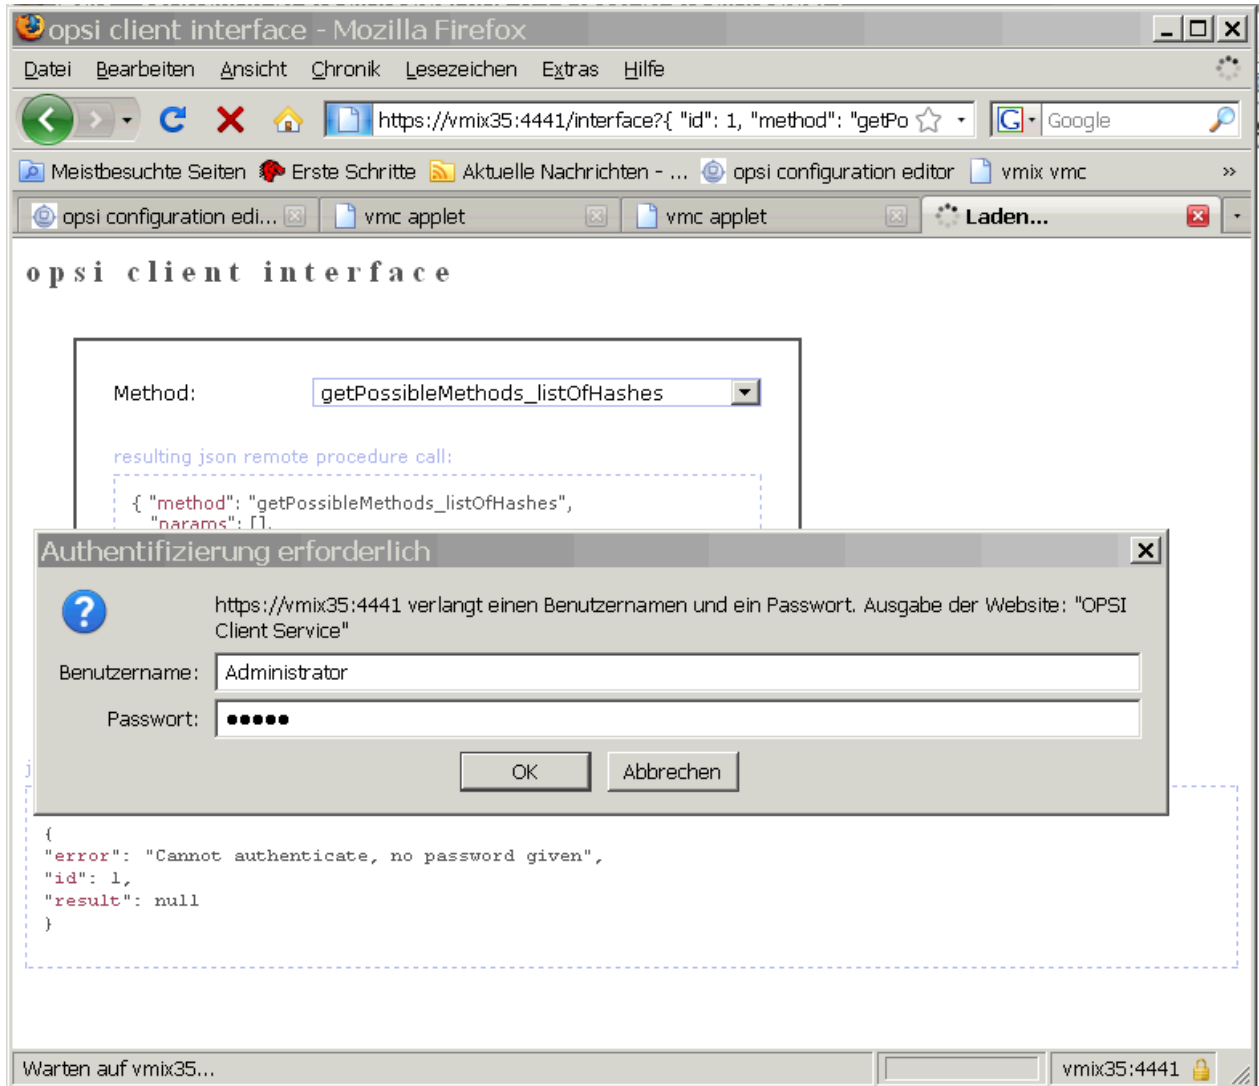 opsi client interface - Mozilla Firefox
Datei Bearbeiten Ansicht Chronik Lesezeichen Extras Hilfe
https://vmix35:4441/interface?{ "id": 1, "method": "getPo
G Google
Meistbesuchte Seiten Erste Schritte Aktuelle Nachrichten - ... opsi configuration editor vmix vmc »
opsi configuration edi... vmc applet vmc applet Laden...
opsi client interface
Method: getPossibleMethods_listOfHashes
resulting json remote procedure call:
{ "method": "getPossibleMethods_listOfHashes",
"params": [],
Authentifizierung erforderlich
https://vmix35:4441 verlangt einen Benutzernamen und ein Passwort. Ausgabe der Website: "OPSI
Client Service"
Benutzername: Administrator
Passwort: ●●●●●
OK Abbrechen
{
"error": "Cannot authenticate, no password given",
"id": 1,
"result": null
}
Warten auf vmix35... vmix35:4441